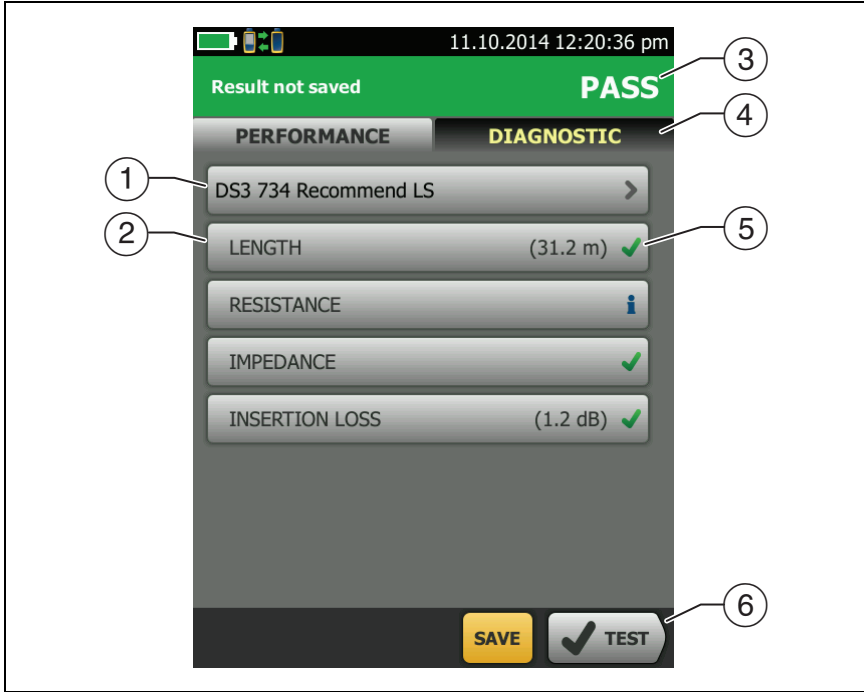 11.10.2014 12:20:36 pm
Result not saved PASS
PERFORMANCE DIAGNOSTIC
DS3 734 Recommend LS
LENGTH (31.2 m)
RESISTANCE i
IMPEDANCE
INSERTION LOSS (1.2 dB)
SAVE TEST
1
2
3
4
5
6